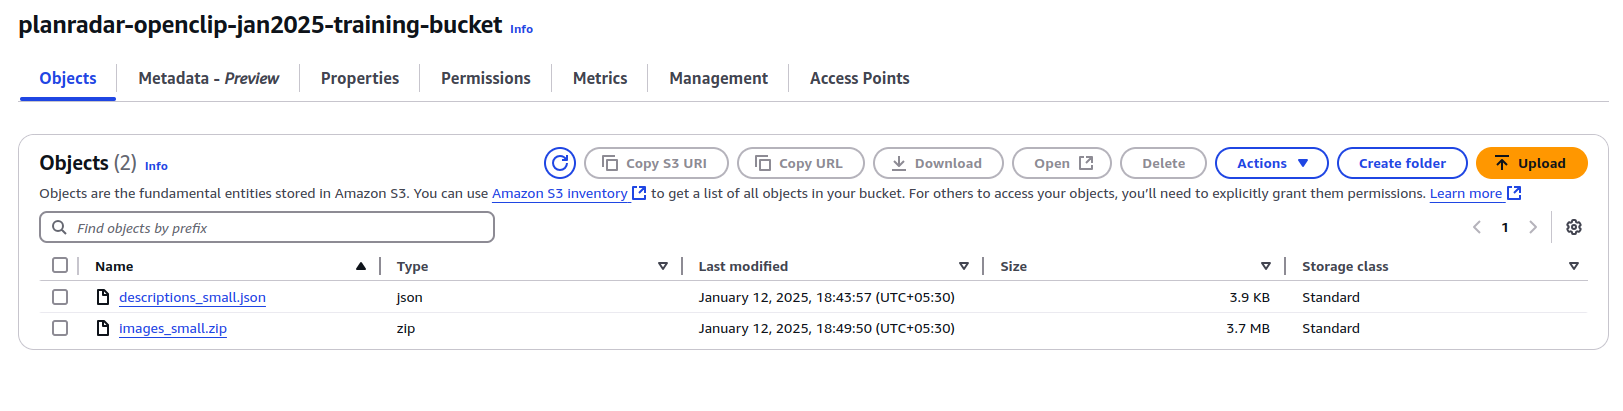 planradar-openclip-jan2025-training-bucket Info
Objects Metadata - Preview Properties Permissions Metrics Management Access Points
Objects (2) Info Copy S3 URI Copy URL Download Open Delete Actions Create folder Upload
Objects are the fundamental entities stored in Amazon S3. You can use Amazon S3 inventory to get a list of all objects in your bucket. For others to access your objects, you'll need to explicitly grant them permissions. Learn more
Find objects by prefix 1
Name Type Last modified Size Storage class
descriptions_small.json json January 12, 2025, 18:43:57 (UTC+05:30) 3.9 KB Standard
images_small.zip zip January 12, 2025, 18:49:50 (UTC+05:30) 3.7 MB Standard